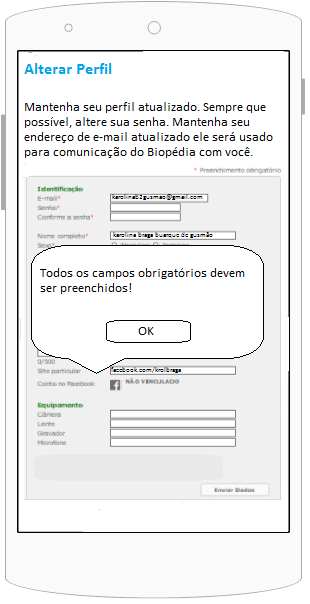 Alterar Perfil
Mantenha seu perfil atualizado. Sempre que
possível, altere sua senha. Mantenha seu
endereço de e-mail atualizado ele será usado
para comunicação do Biopédia com você.
* Preenchimento obrigatório
Identificação
E-mail* karolinab2gusmao@gmail.com
Senha*
Confirme a senha*
Nome completo* karolina braga buarque de gusmão
Sexo*
Todos os campos obrigatórios devem
ser preenchidos!
OK
0/500
Site particular facebook.com/krolbraga
Conta no Facebook NÃO VINCULADO
Equipamento
Câmera
Lente
Gravador
Microfone
Enviar Dados